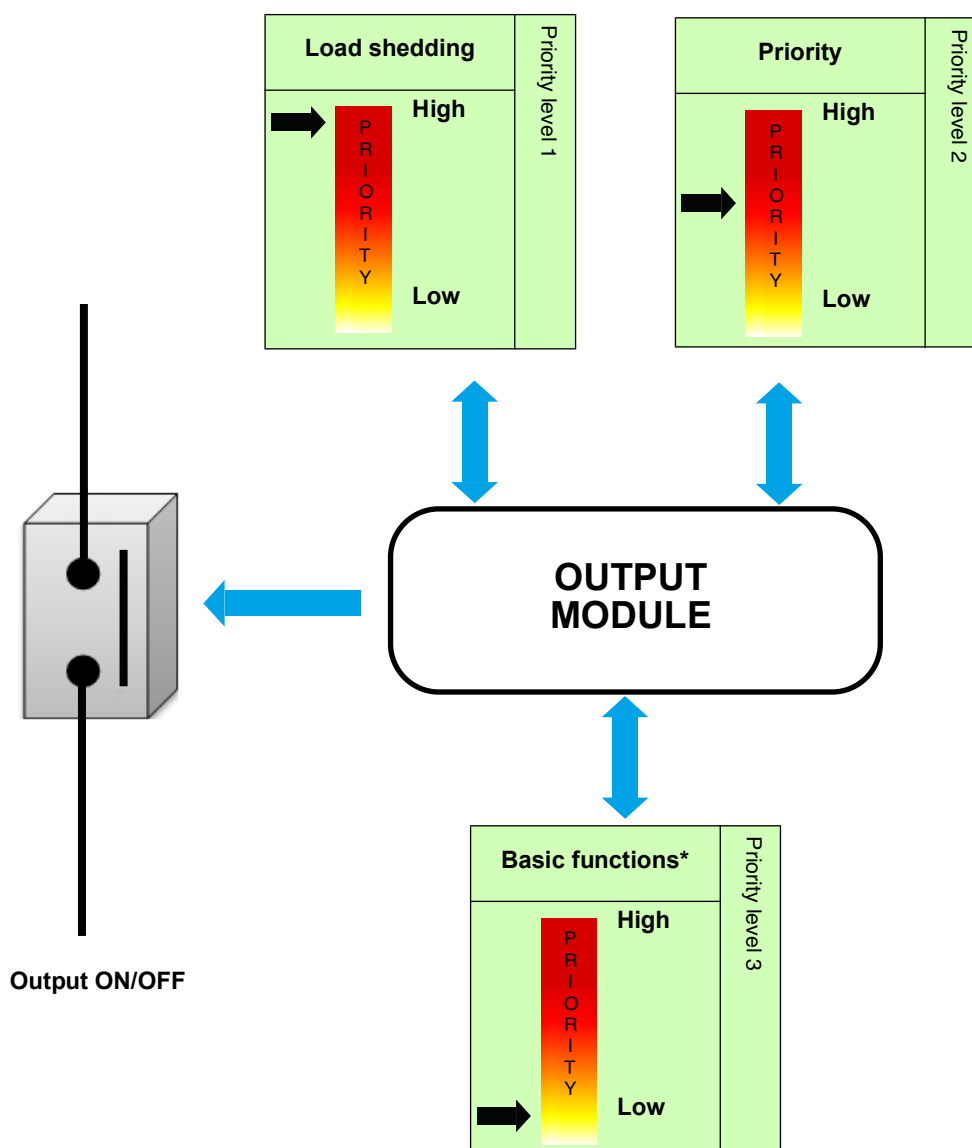 Load shedding
Priority level 1
High
PRIORITY
Low
Priority
Priority level 2
High
PRIORITY
Low
OUTPUT
MODULE
Output ON/OFF
Basic functions*
Priority level 3
High
PRIORITY
Low